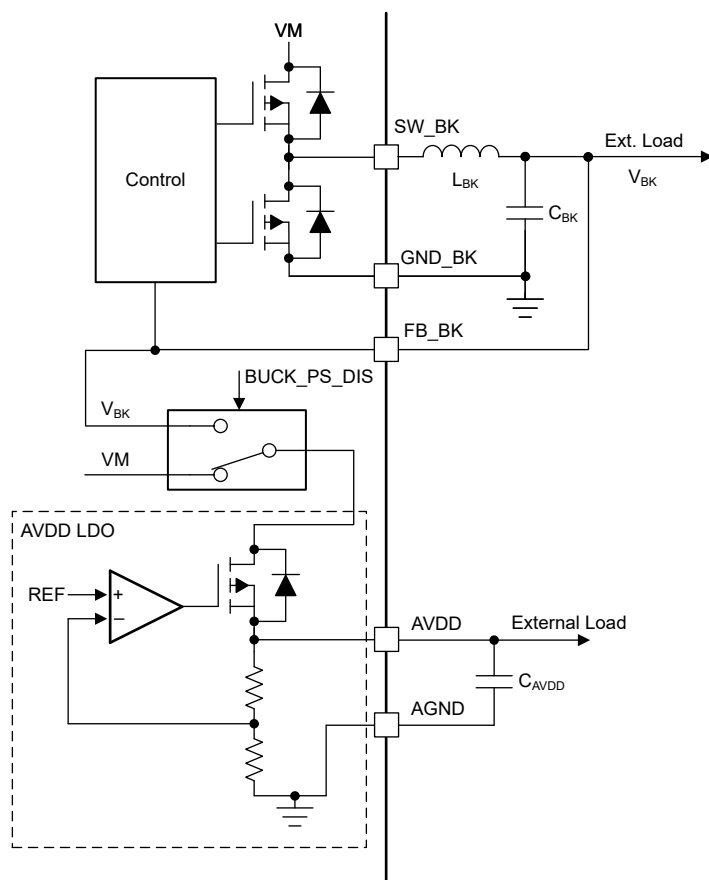 VM
SW_BK
Ext. Load
Control
L_BK
V_BK
C_BK
GND_BK
FB_BK
BUCK_PS_DIS
V_BK
VM
AVDD LDO
REF
+
−
AVDD
External Load
C_AVDD
AGND